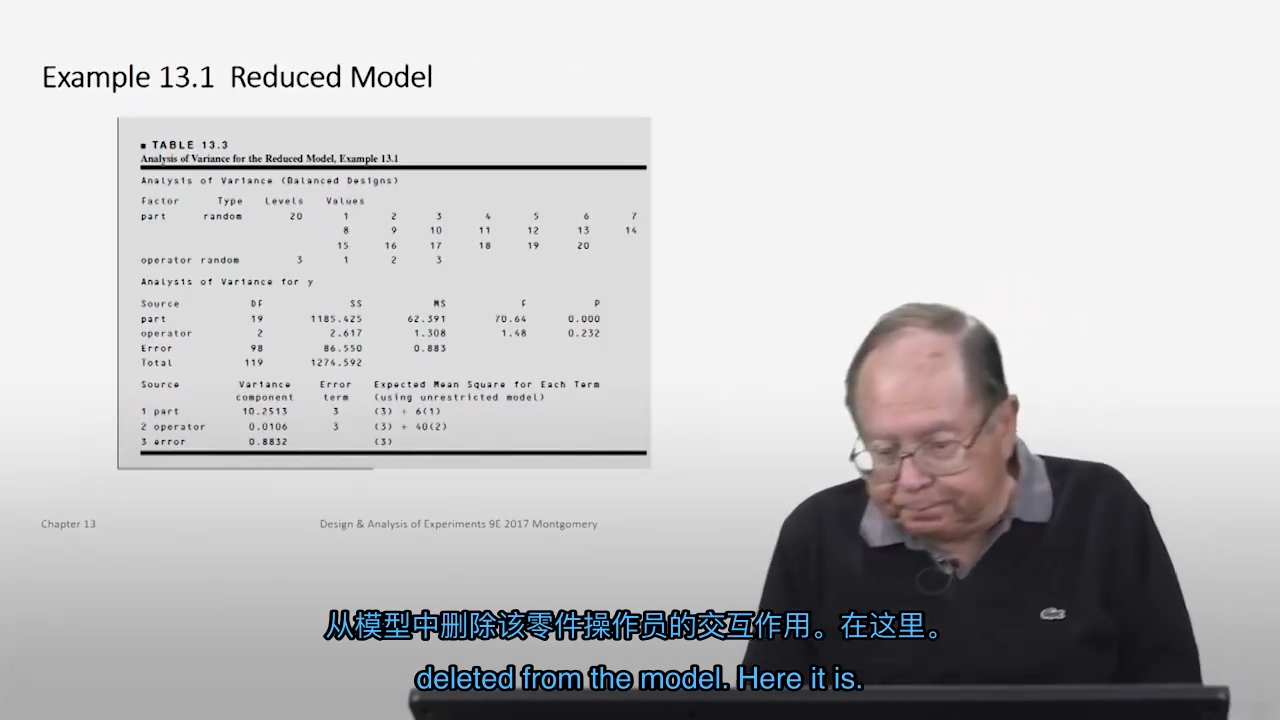 Example 13.1 Reduced Model
■ TABLE 13.3
Analysis of Variance for the Reduced Model, Example 13.1
Analysis of Variance (Balanced Designs)
Factor Type Levels Values
part random 20 1 2 3 4 5 6 7
8 9 10 11 12 13 14
15 16 17 18 19 20
operator random 3 1 2 3
Analysis of Variance for y
Source DF SS MS F P
part 19 1185.425 62.391 70.64 0.000
operator 2 2.617 1.308 1.48 0.232
Error 98 86.550 0.883
Total 119 1274.592
Source Variance Error Expected Mean Square for Each Term
component term (using unrestricted model)
1 part 10.2513 3 (3) + 6(1)
2 operator 0.0106 3 (3) + 40(2)
3 error 0.8832 (3)
Chapter 13
Design & Analysis of Experiments 9E 2017 Montgomery
从模型中删除该零件操作员的交互作用。在这里。
deleted from the model. Here it is.